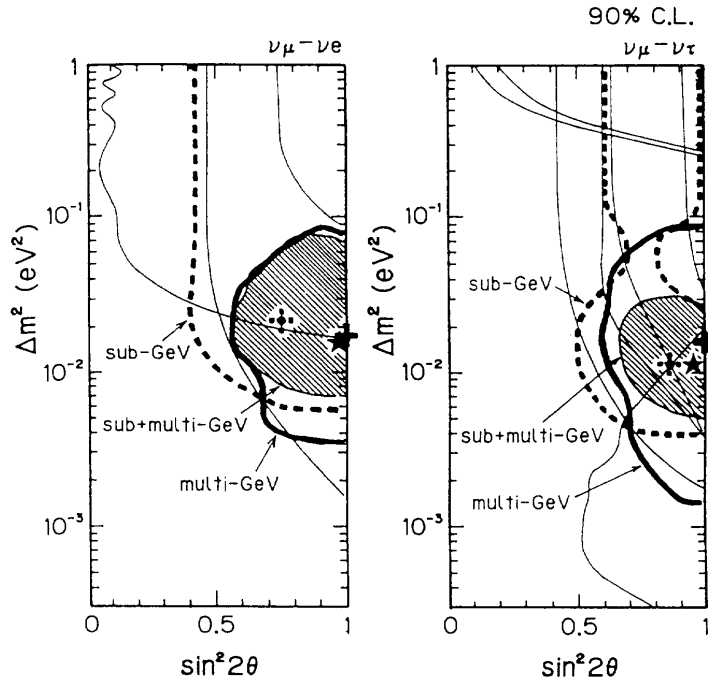 90% C.L.
νμ−νe
1
10⁻¹
10⁻²
10⁻³
Δm² (eV²)
sub-GeV
sub+multi-GeV
multi-GeV
0
0.5
1
sin²2θ
νμ−ντ
1
10⁻¹
10⁻²
10⁻³
Δm² (eV²)
sub-GeV
sub+multi-GeV
multi-GeV
0
0.5
1
sin²2θ